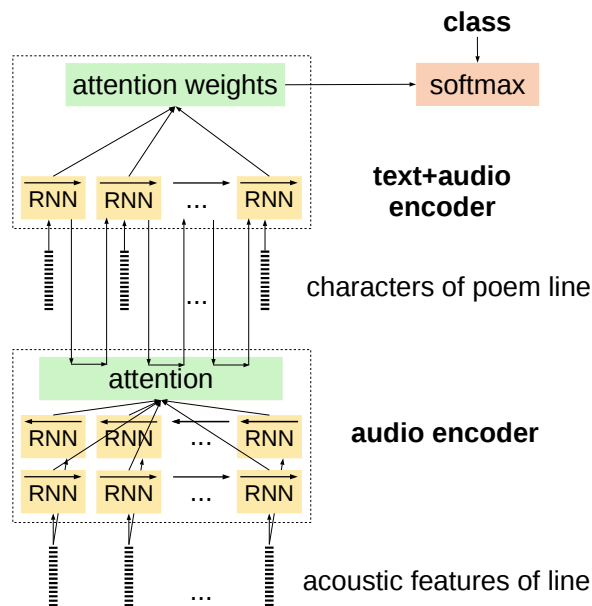 class
attention weights
softmax
text+audio
encoder
RNN RNN ... RNN
characters of poem line
...
attention
audio encoder
RNN RNN ... RNN
RNN RNN ... RNN
acoustic features of line
...